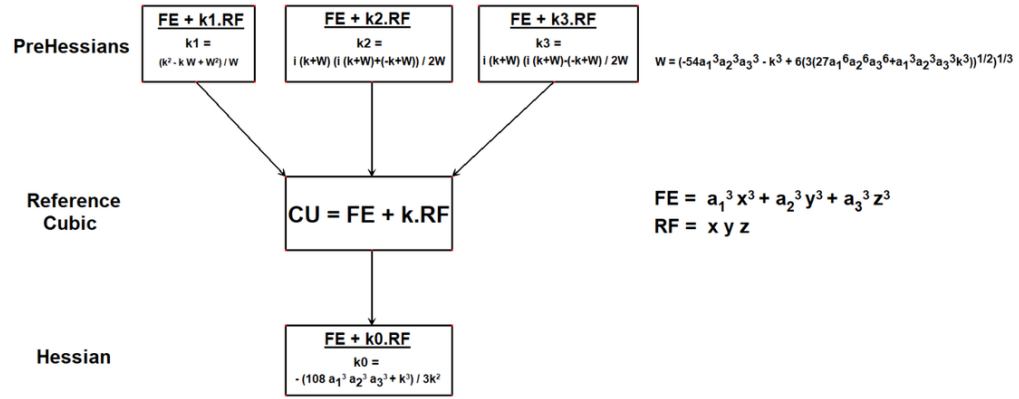 FE + k1.RF
k1 =
(k² - k W + W²) / W
FE + k2.RF
k2 =
i (k+W) (i (k+W)+(-k+W)) / 2W
FE + k3.RF
k3 =
i (k+W) (i (k+W)-(-k+W) / 2W
PreHessians
W = (-54a₁³a₂³a₃³ - k³ + 6(3(27a₁⁶a₂⁶a₃⁶+a₁³a₂³a₃³k³))1/2)1/3
Reference
Cubic
CU = FE + k.RF
FE = a₁³ x³ + a₂³ y³ + a₃³ z³
RF = x y z
Hessian
FE + k0.RF
k0 =
- (108 a₁³ a₂³ a₃³ + k³) / 3k²